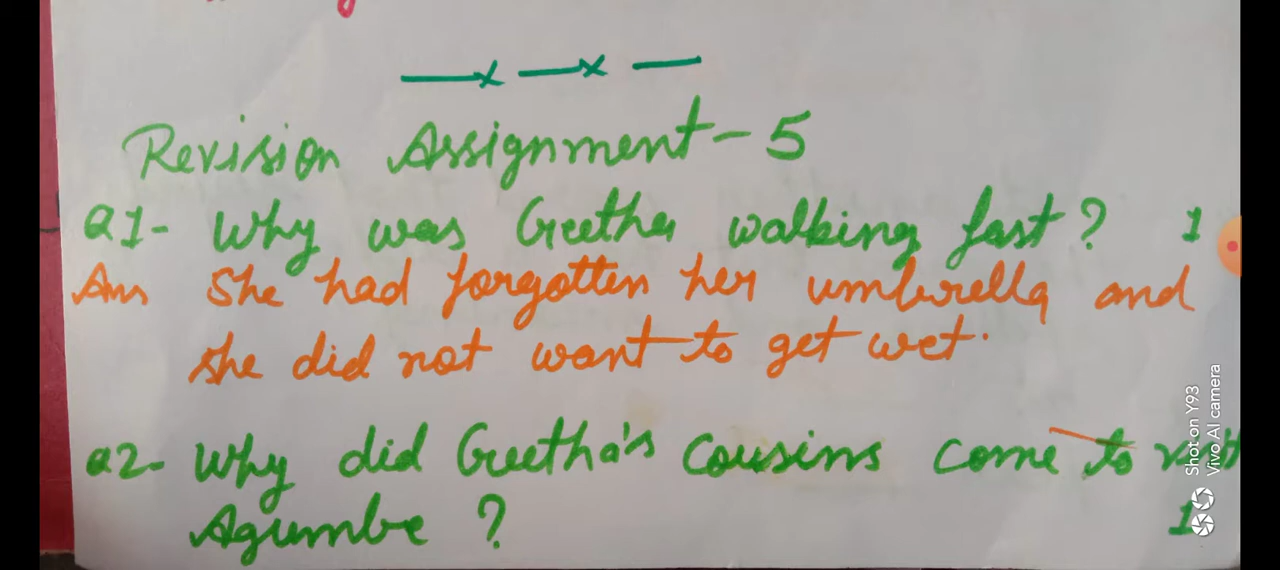 Revision Assignment - 5
Q1- Why was Geetha walking fast? 1
Ans She had forgotten her umbrella and
she did not want to get wet.
Q2- Why did Geetha's cousins come to visit
Agumbe ? 1
Shot on Y93
Vivo AI camera